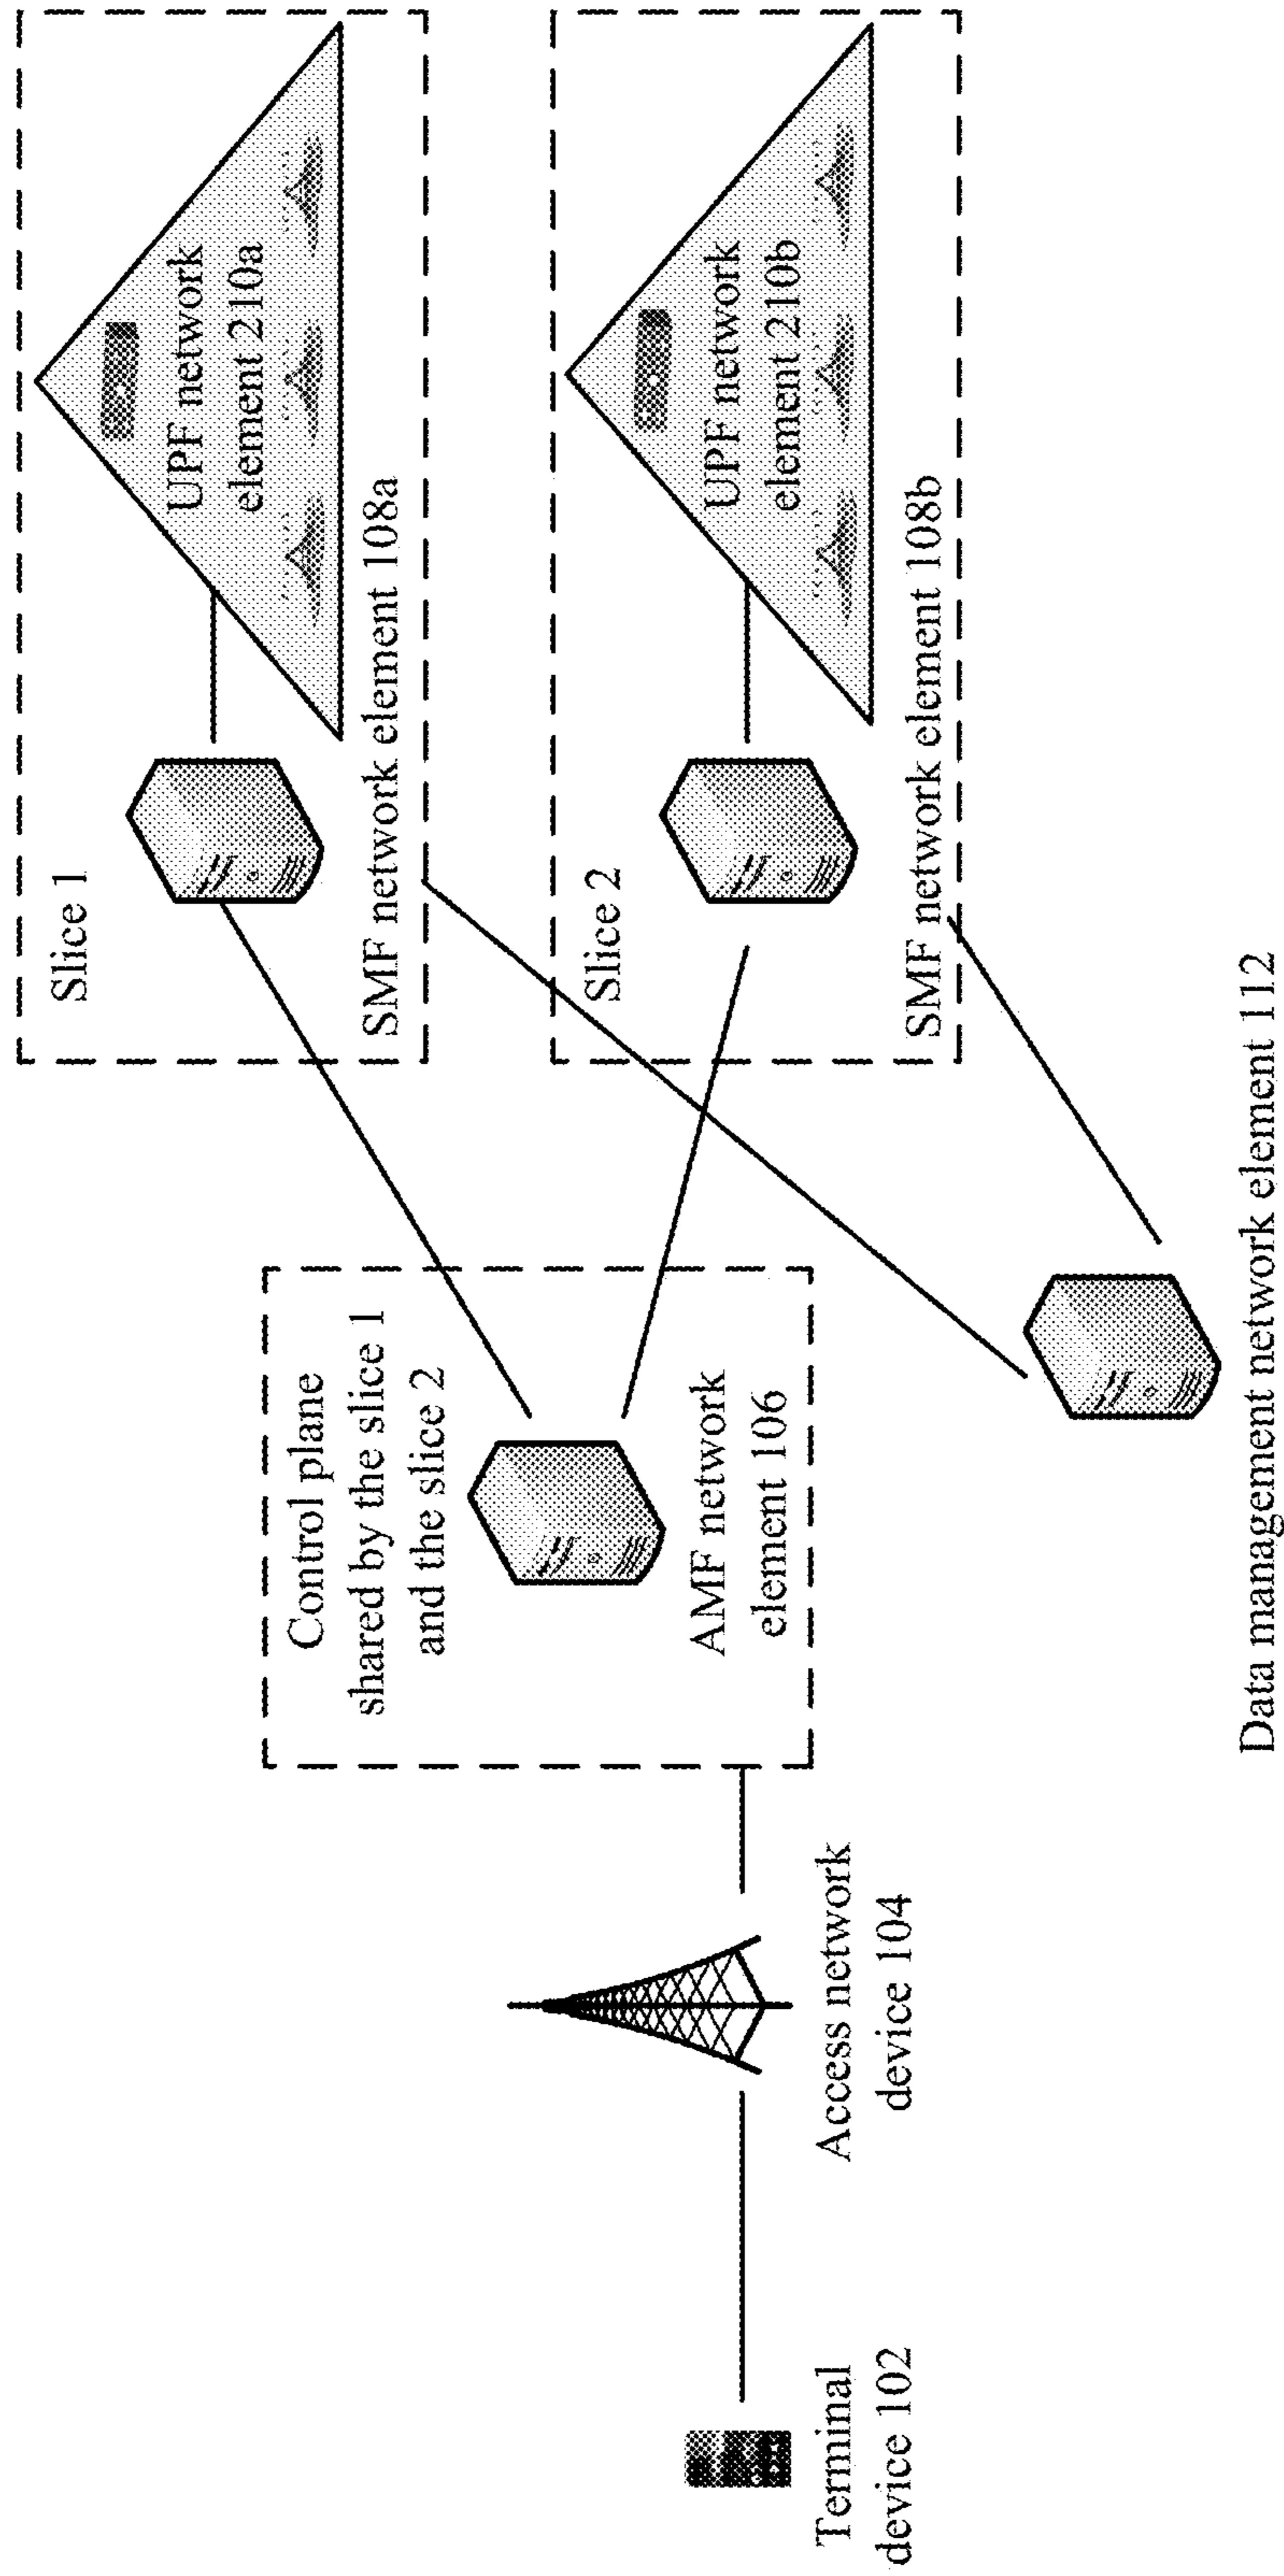 Slice 1
UPF network
element 210a
SMF network element 108a
Control plane
shared by the slice 1
and the slice 2
AMF network
element 106
Slice 2
UPF network
element 210b
SMF network element 108b
Terminal
device 102
Access network
device 104
Data management network element 112